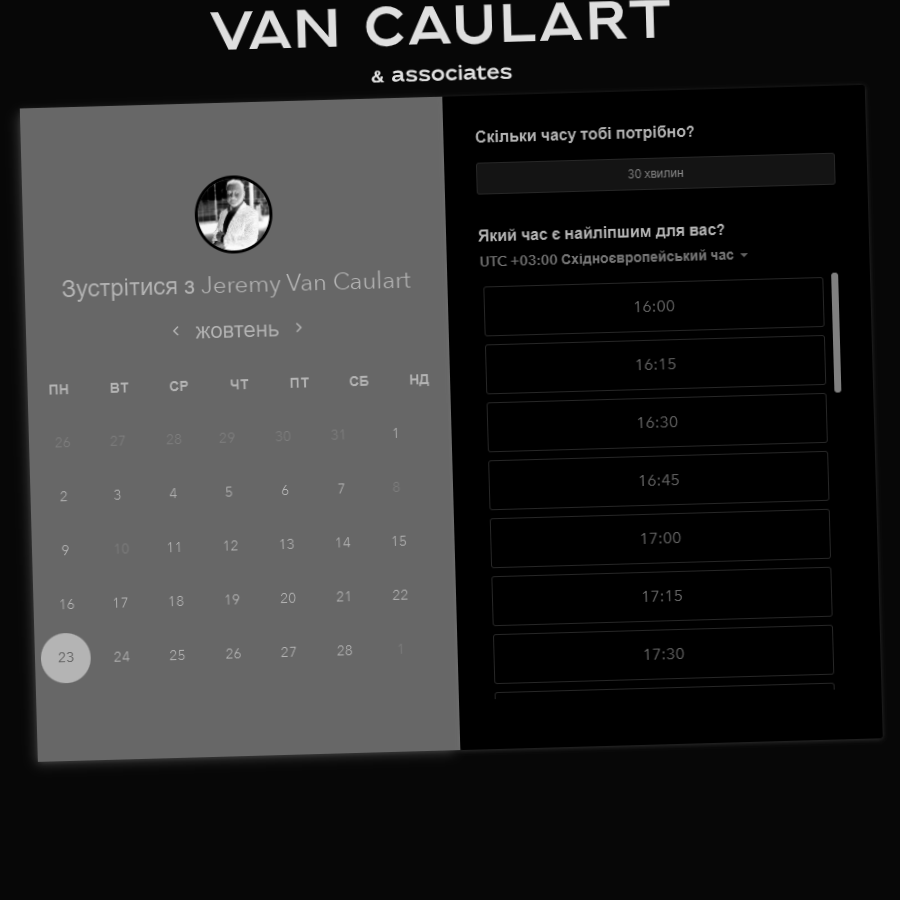 VAN CAULART
& associates
Зустрітися з Jeremy Van Caulart
‹ жовтень ›
ПН ВТ СР ЧТ ПТ СБ НД
26 27 28 29 30 31 1
2 3 4 5 6 7 8
9 10 11 12 13 14 15
16 17 18 19 20 21 22
23 24 25 26 27 28 1
Скільки часу тобі потрібно?
30 хвилин
Який час є найліпшим для вас?
UTC +03:00 Східноєвропейський час
16:00
16:15
16:30
16:45
17:00
17:15
17:30